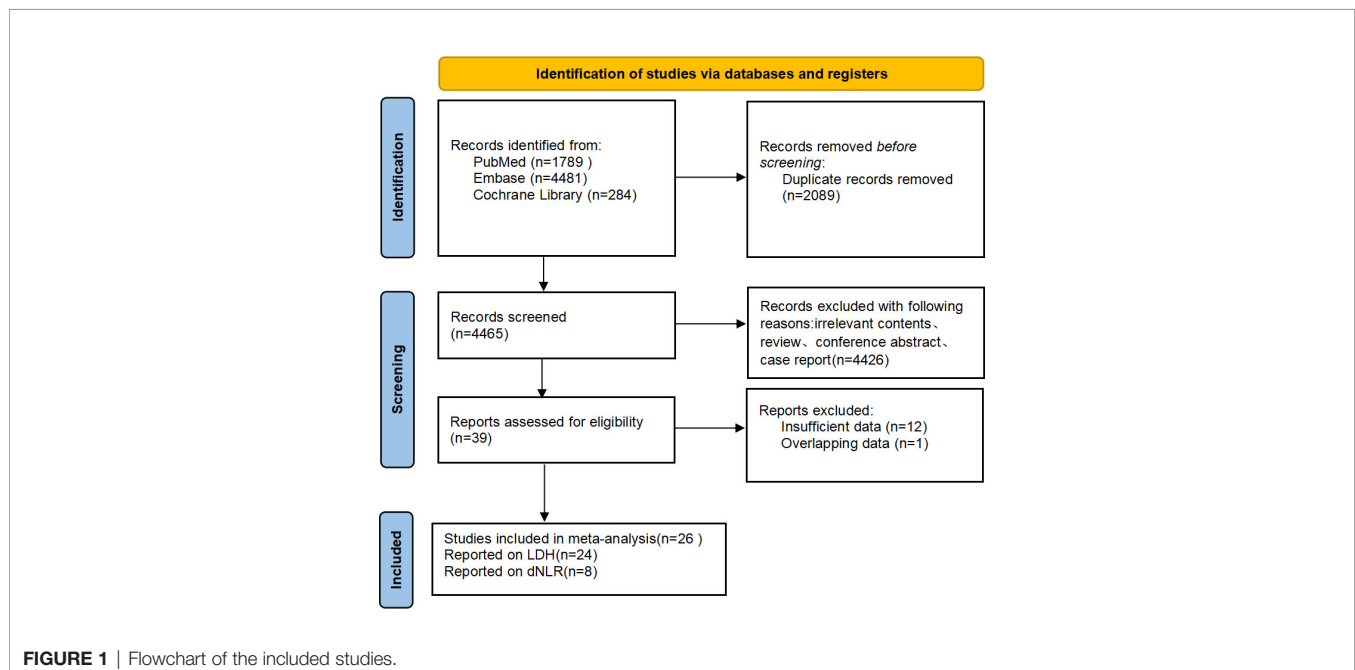 Identification of studies via databases and registers
Identification
Records identified from:
PubMed (n=1789 )
Embase (n=4481)
Cochrane Library (n=284)
Records removed before
screening:
Duplicate records removed
(n=2089)
Screening
Records screened
(n=4465)
Records excluded with following
reasons:irrelevant contents、
review、conference abstract、
case report(n=4426)
Reports assessed for eligibility
(n=39)
Reports excluded:
Insufficient data (n=12)
Overlapping data (n=1)
Included
Studies included in meta-analysis(n=26 )
Reported on LDH(n=24)
Reported on dNLR(n=8)
FIGURE 1 | Flowchart of the included studies.